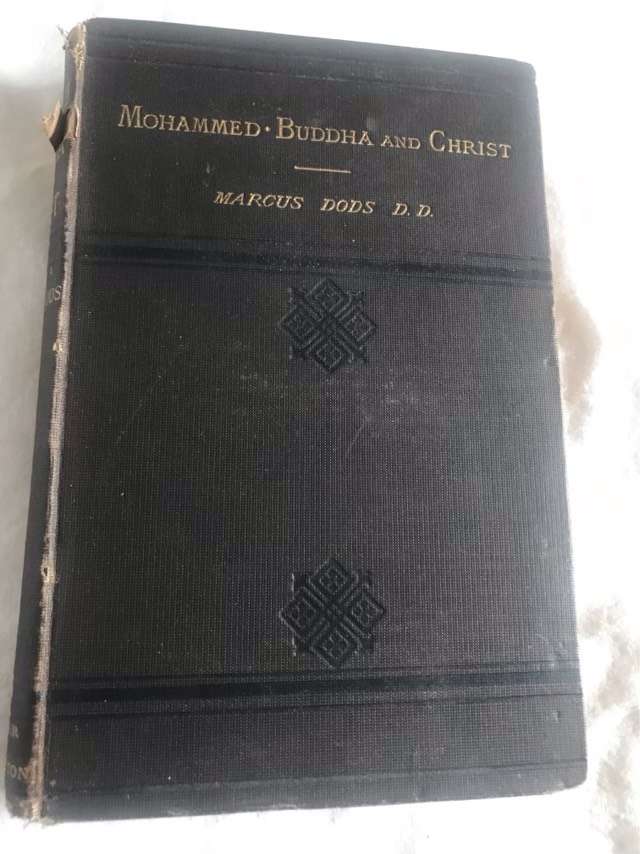 MOHAMMED · BUDDHA AND CHRIST
MARCUS DODS D.D.